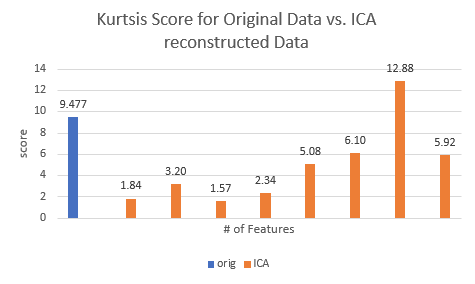 Kurtsis Score for Original Data vs. ICA
reconstructed Data
14
12
10
8
6
4
2
0
score
9.477
1.84
3.20
1.57
2.34
5.08
6.10
12.88
5.92
# of Features
orig
ICA